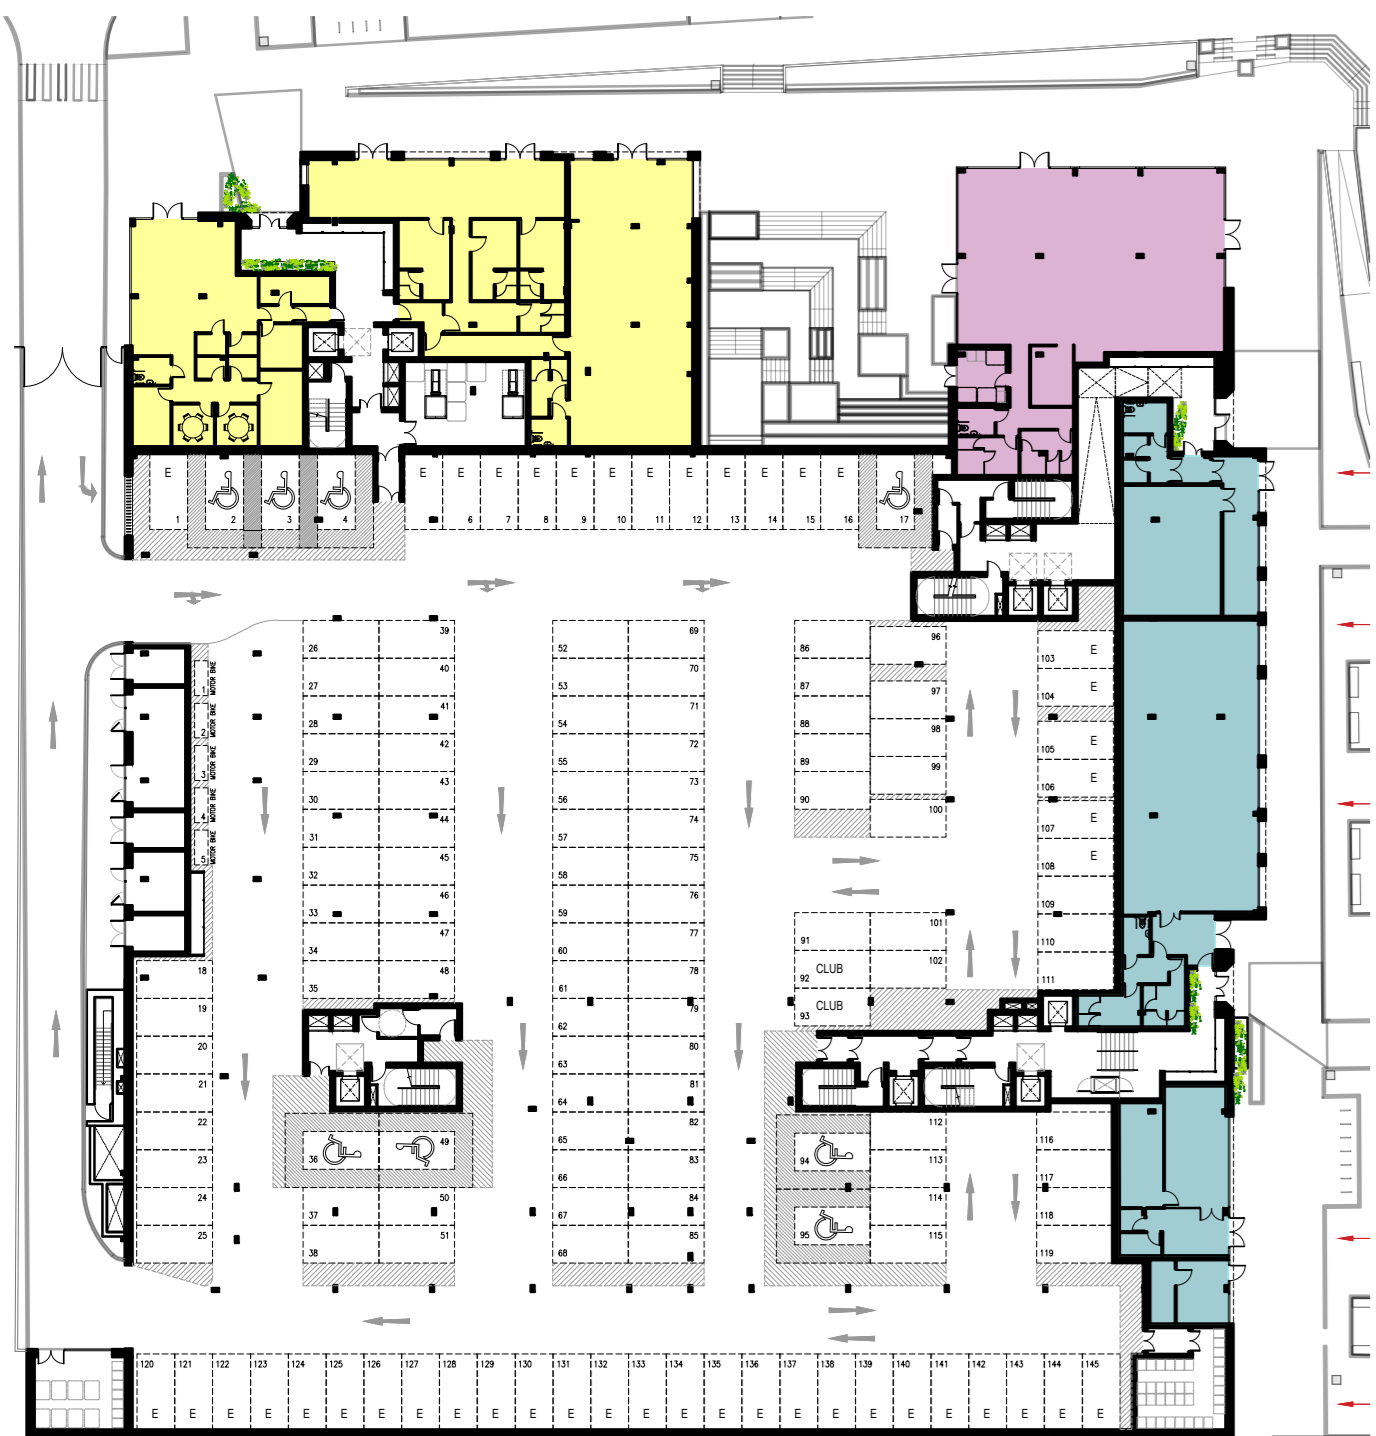 E E E E E E E E E E E E E
1 2 3 4 6 7 8 9 10 11 12 13 14 15 16 17
26 39 52 69 86 96 103 E
1 MOTOR BIKE 27 40 53 70 87 97 104 E
2 MOTOR BIKE 28 41 54 71 88 98 105 E
3 MOTOR BIKE 29 42 55 72 89 99 106 E
4 MOTOR BIKE 30 43 56 73 90 100 107 E
5 MOTOR BIKE 31 44 57 74 108 E
32 45 58 75 109
33 46 59 76 101 110
34 47 60 77 91 102 111
18 35 48 61 78 92 CLUB
19 62 79 93 CLUB
20 63 80
21 64 81
22 65 82 112 116
23 36 49 66 83 94 113 117
24 37 50 67 84 114 118
25 38 51 68 85 95 115 119
120 121 122 123 124 125 126 127 128 129 130 131 132 133 134 135 136 137 138 139 140 141 142 143 144 145
E E E E E E E E E E E E E E E E E E E E E E E E E E